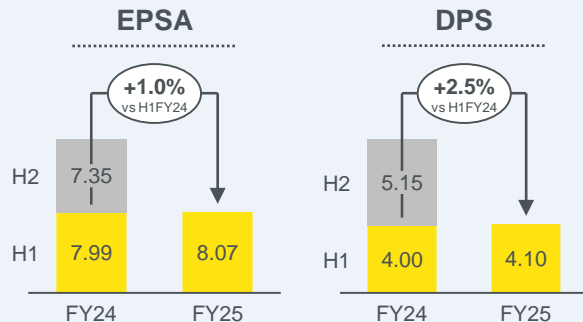 EPSA
+1.0%
vs H1FY24
H2
7.35
H1
7.99
8.07
FY24
FY25
DPS
+2.5%
vs H1FY24
H2
5.15
H1
4.00
4.10
FY24
FY25